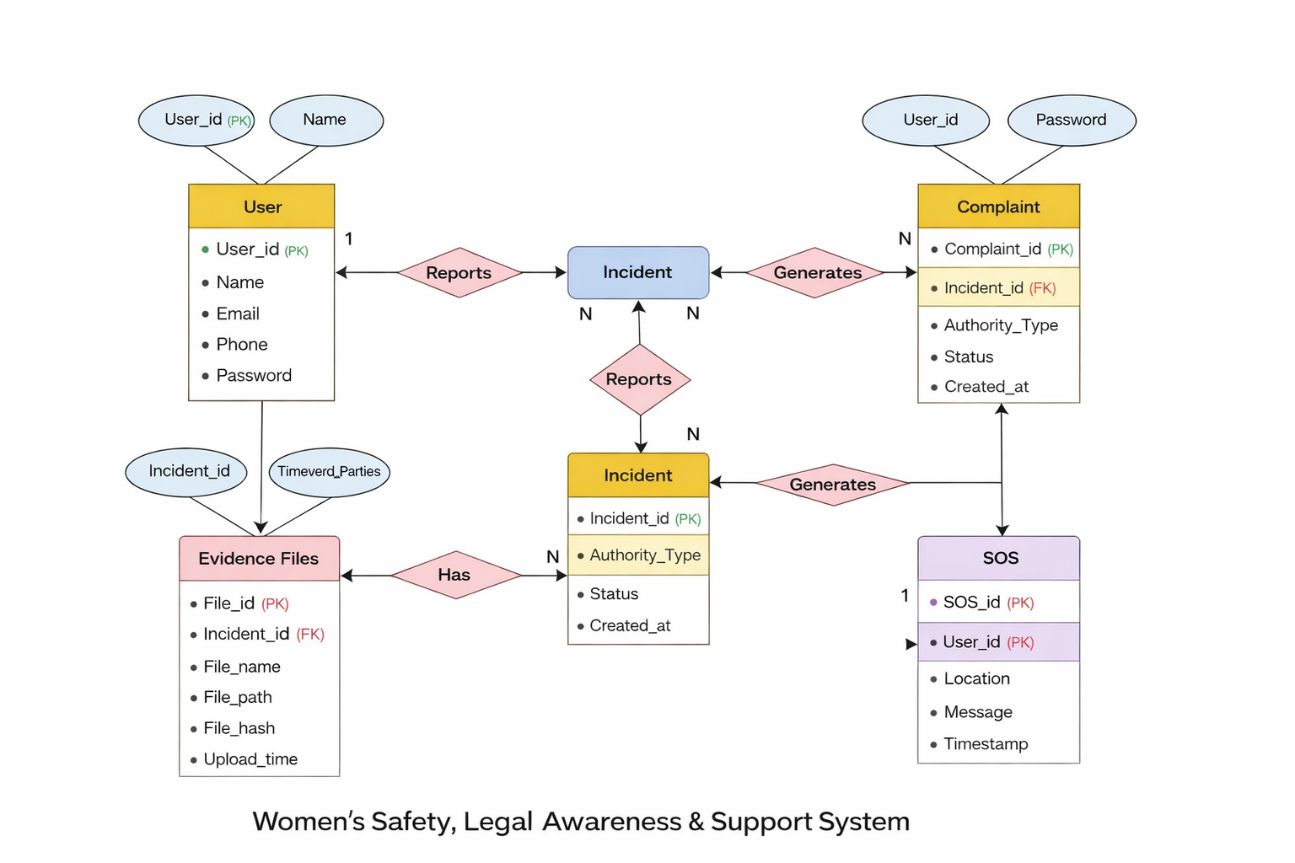 User_id (PK)
Name
User_id
Password
User
User_id (PK)
Name
Email
Phone
Password
1
Reports
Incident
N
N
Generates
N
Complaint
Complaint_id (PK)
Incident_id (FK)
Authority_Type
Status
Created_at
Reports
N
Incident_id
Timeverd_Parties
Evidence Files
File_id (PK)
Incident_id (FK)
File_name
File_path
File_hash
Upload_time
Has
N
Incident
Incident_id (PK)
Authority_Type
Status
Created_at
Generates
1
SOS
SOS_id (PK)
User_id (PK)
Location
Message
Timestamp
Women's Safety, Legal Awareness & Support System